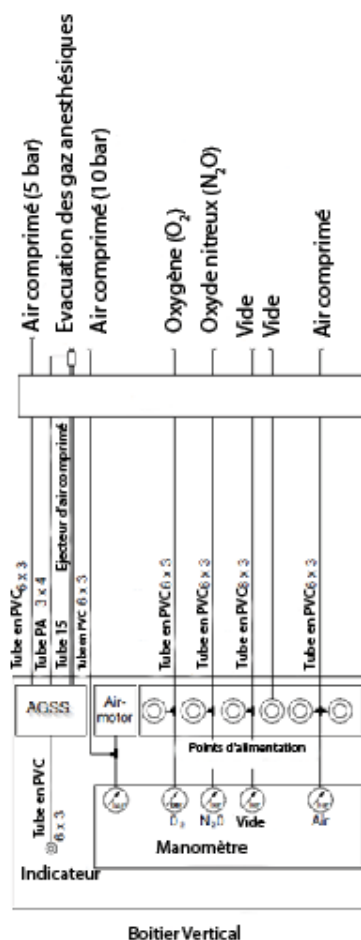 Air comprimé (5 bar)
Evacuation des gaz anesthésiques
Air comprimé (10 bar)
Oxygène (O₂)
Oxyde nitreux (N₂O)
Vide
Vide
Air comprimé
Tube en PVC 6 x 3
Tube PA 3 x 4
Tube 15
Ejecteur d'air comprimé
Tube en PVC 6 x 3
Tube en PVC 6 x 3
Tube en PVC 6 x 3
Tube en PVC 6 x 3
Tube en PVC 6 x 3
AGSS
Air-
motor
Points d'alimentation
Tube en PVC
6 x 3
Indicateur
O₂
N₂O
Vide
Air
Manomètre
Boitier Vertical